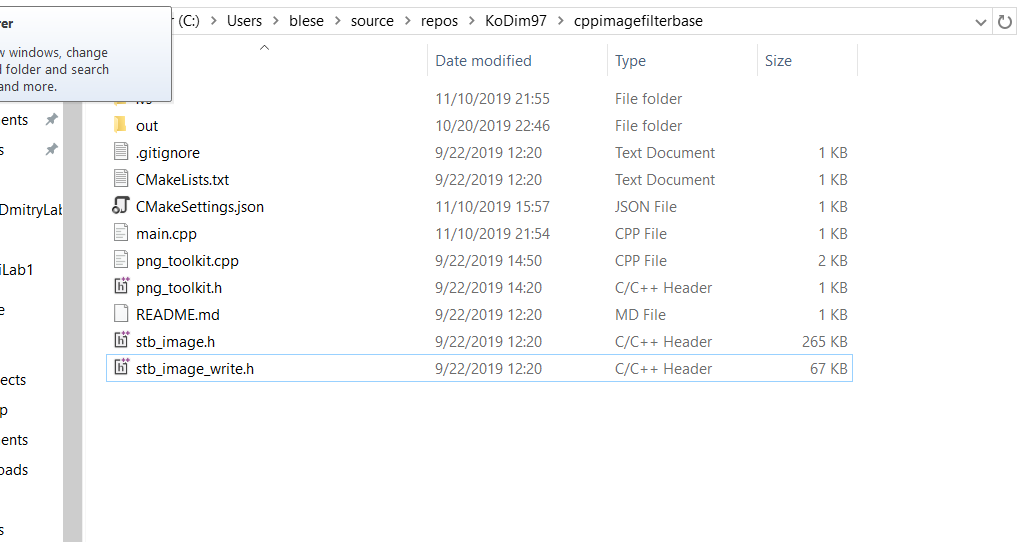 (C:) > Users > blese > source > repos > KoDim97 > cppimagefilterbase
w windows, change
folder and search
and more.
Date modified Type Size
11/10/2019 21:55 File folder
out 10/20/2019 22:46 File folder
.gitignore 9/22/2019 12:20 Text Document 1 KB
CMakeLists.txt 9/22/2019 12:20 Text Document 1 KB
CMakeSettings.json 11/10/2019 15:57 JSON File 1 KB
main.cpp 11/10/2019 21:54 CPP File 1 KB
png_toolkit.cpp 9/22/2019 14:50 CPP File 2 KB
png_toolkit.h 9/22/2019 14:20 C/C++ Header 1 KB
README.md 9/22/2019 12:20 MD File 1 KB
stb_image.h 9/22/2019 12:20 C/C++ Header 265 KB
stb_image_write.h 9/22/2019 12:20 C/C++ Header 67 KB
ents
s
DmitryLab
iLab1
e
ects
p
ents
oads
s